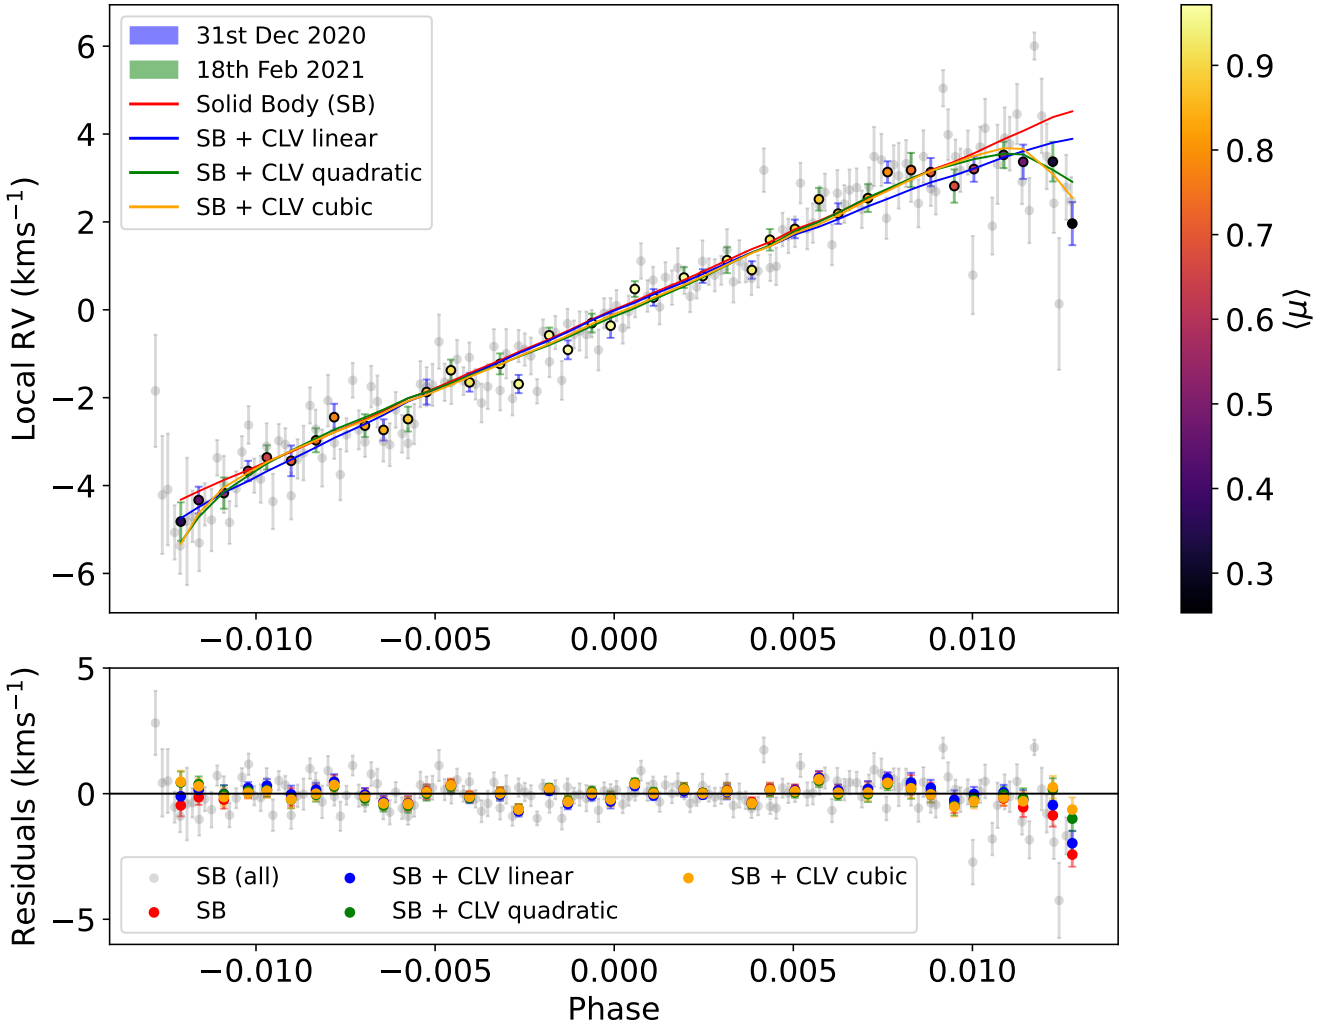 31st Dec 2020
18th Feb 2021
Solid Body (SB)
SB + CLV linear
SB + CLV quadratic
SB + CLV cubic
Local RV (kms⁻¹)
6
4
2
0
−2
−4
−6
−0.010 −0.005 0.000 0.005 0.010
0.9
0.8
0.7
0.6
0.5
0.4
0.3
⟨μ⟩
Residuals (kms⁻¹)
5
0
−5
SB (all) SB + CLV linear SB + CLV cubic
SB SB + CLV quadratic
−0.010 −0.005 0.000 0.005 0.010
Phase